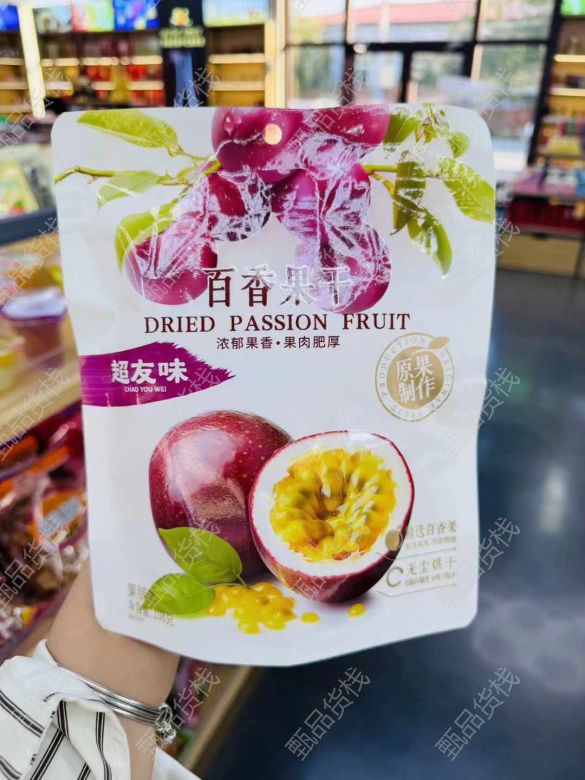 百香果干
DRIED PASSION FRUIT
浓郁果香·果肉肥厚
超友味
CHAO YOU WEI
PRODUCTION
原果
制作
精选百香果
无尘烘干
甄品货栈